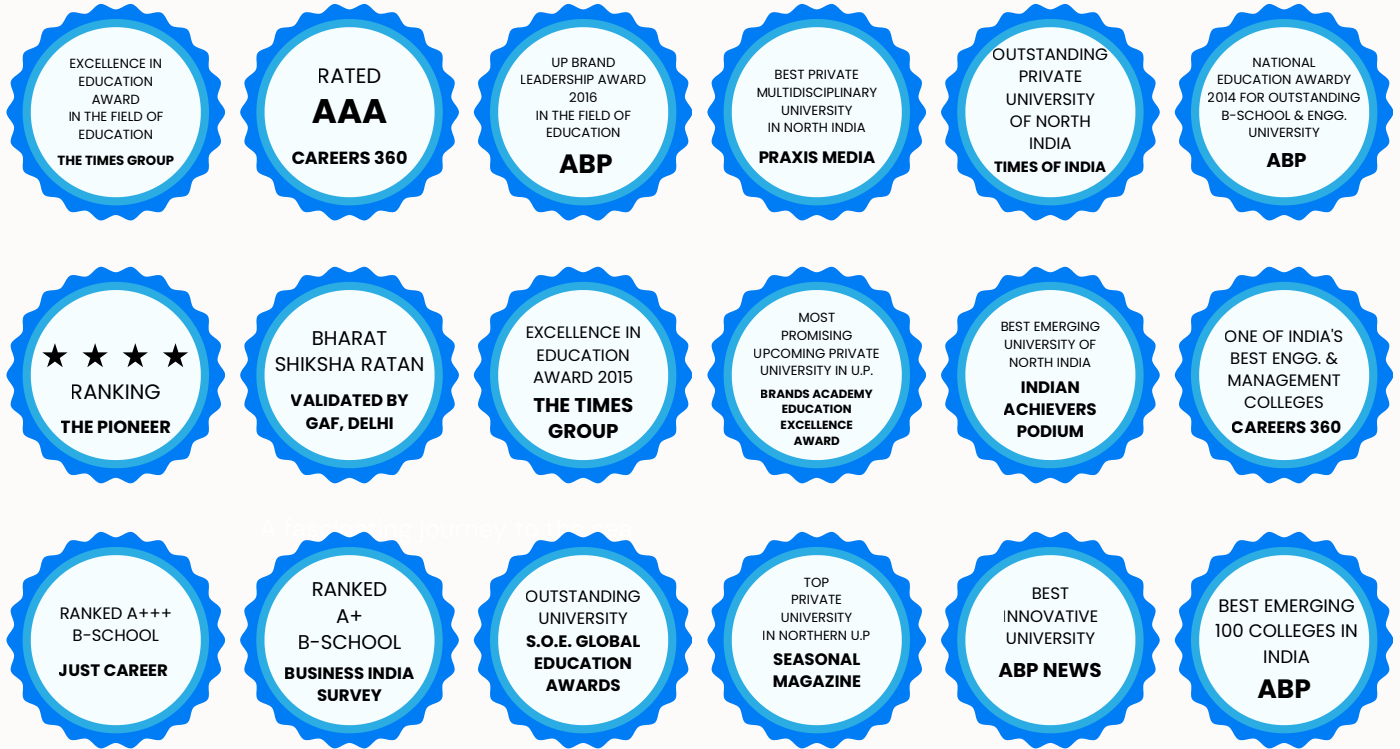 EXCELLENCE IN
EDUCATION
AWARD
IN THE FIELD OF
EDUCATION
THE TIMES GROUP
RATED
AAA
CAREERS 360
UP BRAND
LEADERSHIP AWARD
2016
IN THE FIELD OF
EDUCATION
ABP
BEST PRIVATE
MULTIDISCIPLINARY
UNIVERSITY
IN NORTH INDIA
PRAXIS MEDIA
OUTSTANDING
PRIVATE
UNIVERSITY
OF NORTH
INDIA
TIMES OF INDIA
NATIONAL
EDUCATION AWARDY
2014 FOR OUTSTANDING
B-SCHOOL & ENGG.
UNIVERSITY
ABP
★ ★ ★ ★
RANKING
THE PIONEER
BHARAT
SHIKSHA RATAN
VALIDATED BY
GAF, DELHI
EXCELLENCE IN
EDUCATION
AWARD 2015
THE TIMES
GROUP
MOST
PROMISING
UPCOMING PRIVATE
UNIVERSITY IN U.P.
BRANDS ACADEMY
EDUCATION
EXCELLENCE
AWARD
BEST EMERGING
UNIVERSITY OF
NORTH INDIA
INDIAN
ACHIEVERS
PODIUM
ONE OF INDIA'S
BEST ENGG. &
MANAGEMENT
COLLEGES
CAREERS 360
A fascinating journey to the sea
RANKED A+++
B-SCHOOL
JUST CAREER
RANKED
A+
B-SCHOOL
BUSINESS INDIA
SURVEY
OUTSTANDING
UNIVERSITY
S.O.E. GLOBAL
EDUCATION
AWARDS
TOP
PRIVATE
UNIVERSITY
IN NORTHERN U.P
SEASONAL
MAGAZINE
BEST
INNOVATIVE
UNIVERSITY
ABP NEWS
BEST EMERGING
100 COLLEGES IN
INDIA
ABP